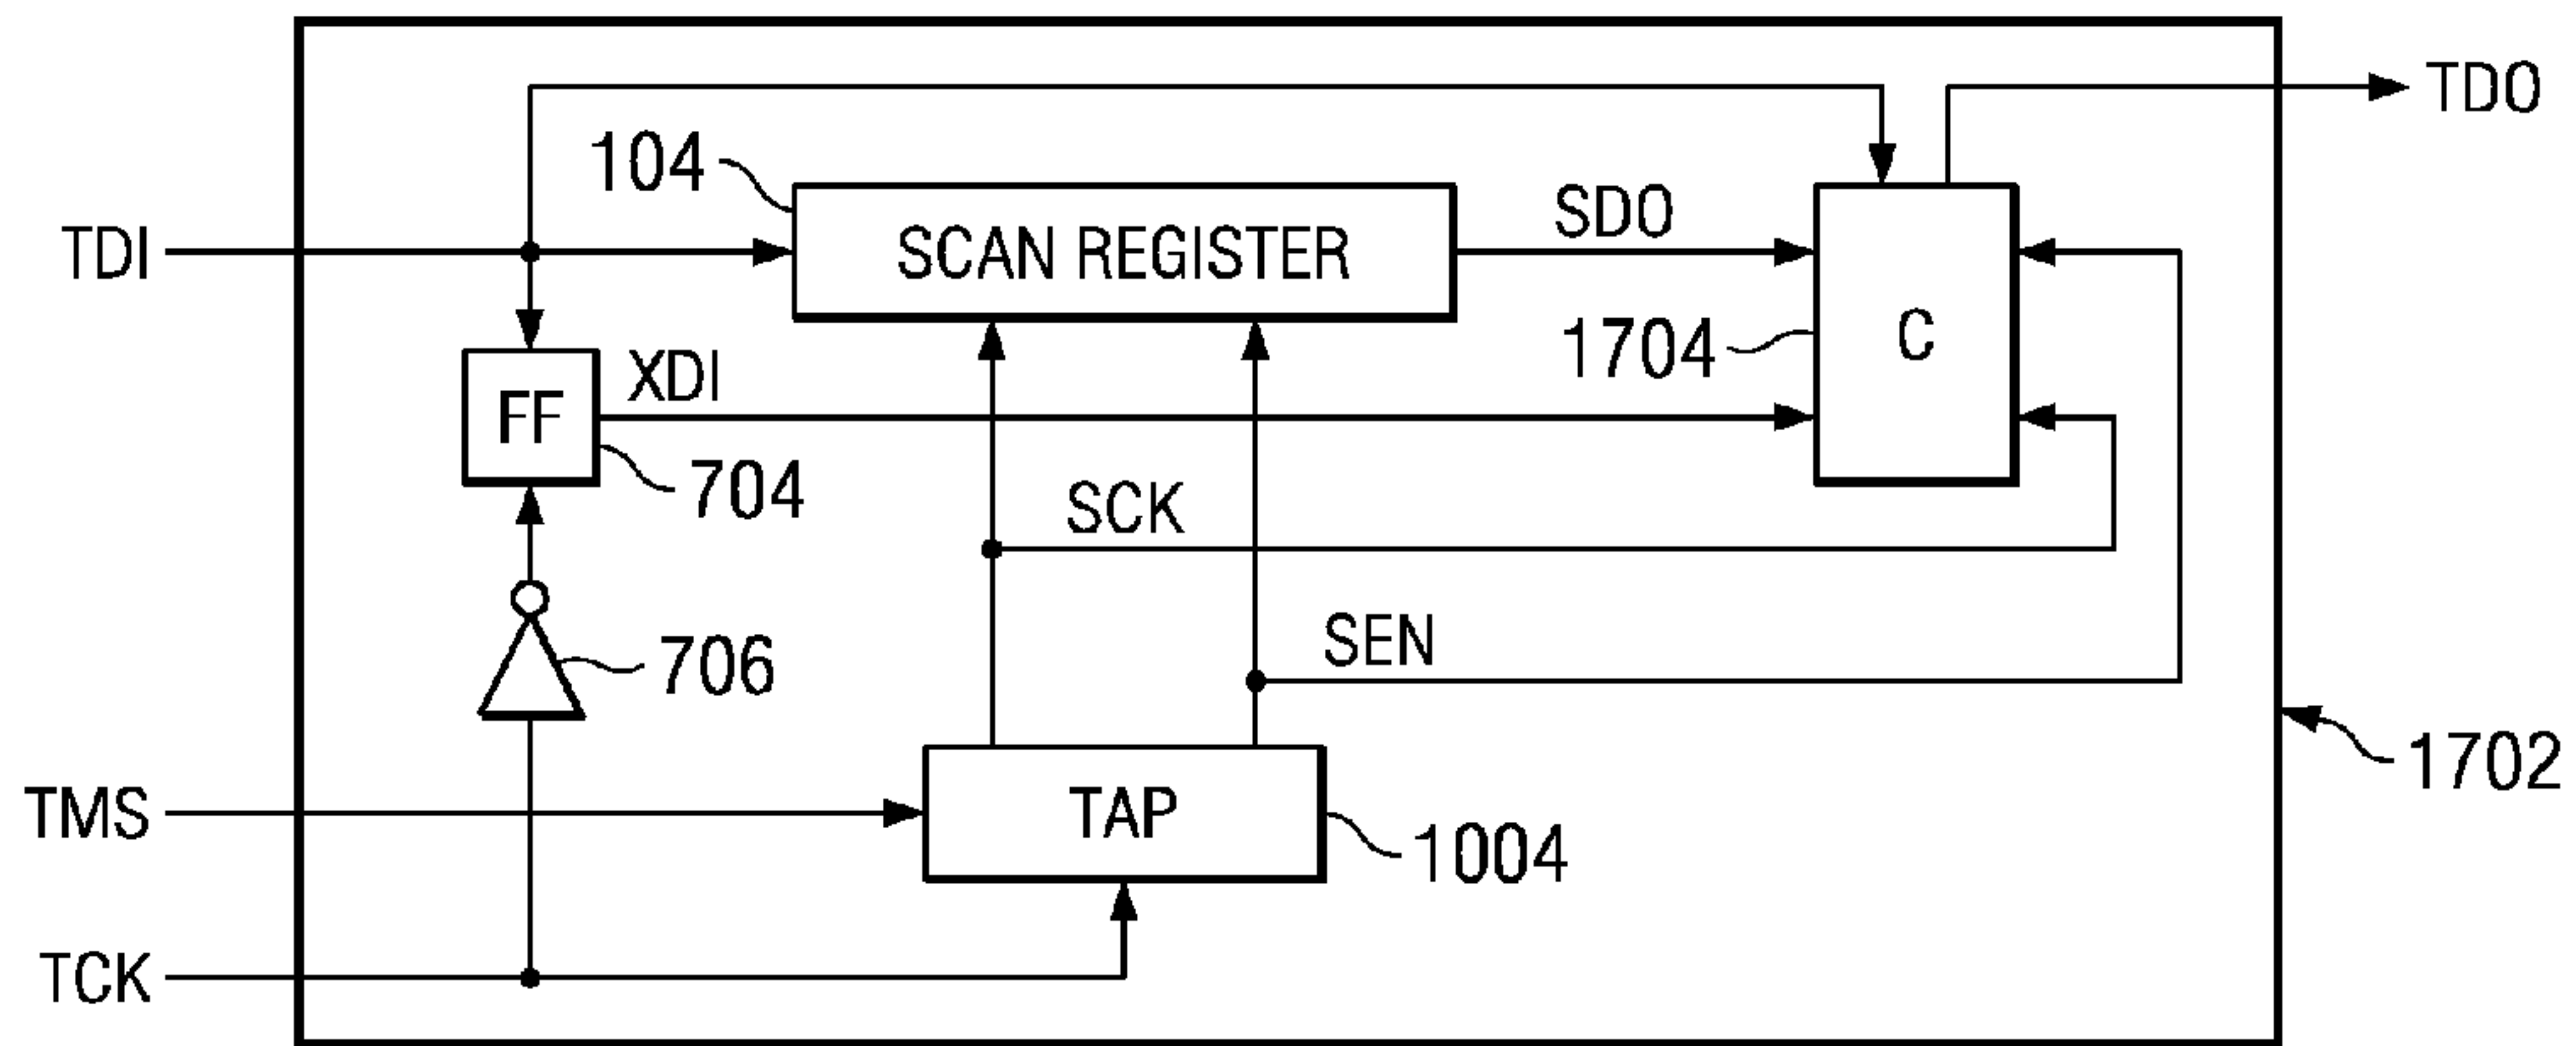 TDO
104
TDI
SCAN REGISTER
SDO
1704
C
XDI
FF
704
SCK
SEN
706
1702
TMS
TAP
1004
TCK